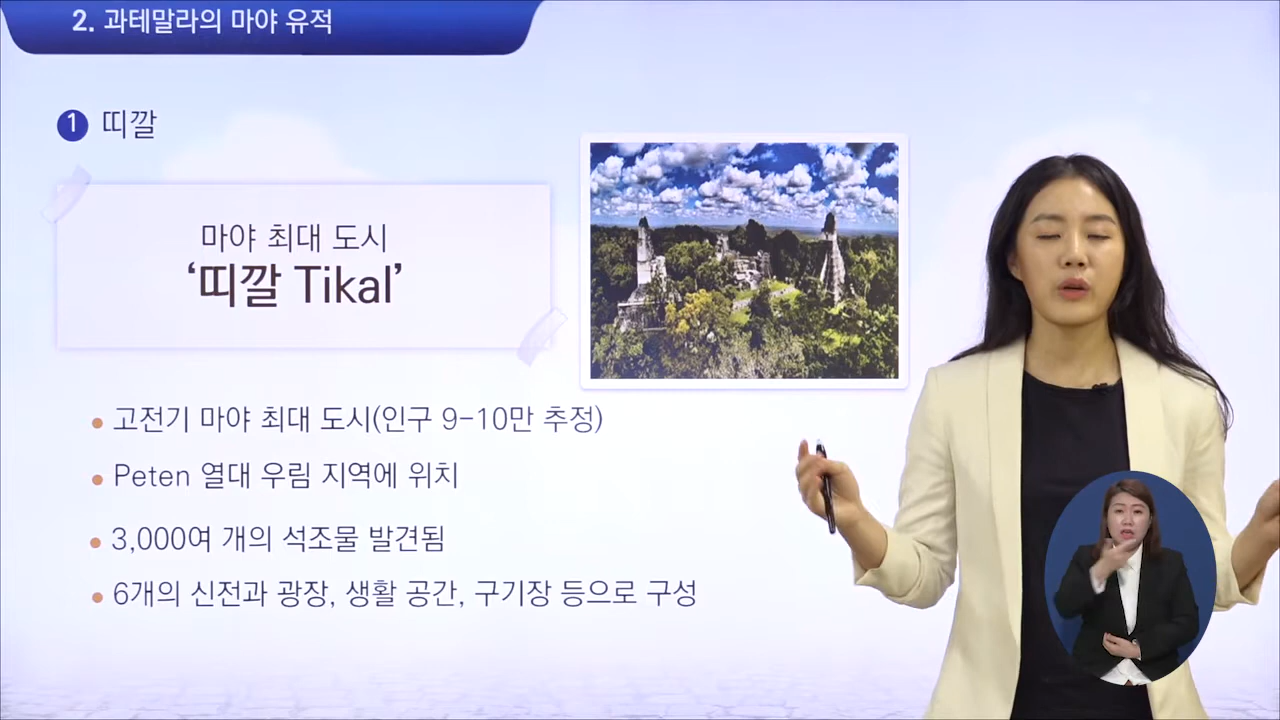 2. 과테말라의 마야 유적
1 띠깔
마야 최대 도시
‘띠깔 Tikal’
고전기 마야 최대 도시(인구 9-10만 추정)
Peten 열대 우림 지역에 위치
3,000여 개의 석조물 발견됨
6개의 신전과 광장, 생활 공간, 구기장 등으로 구성